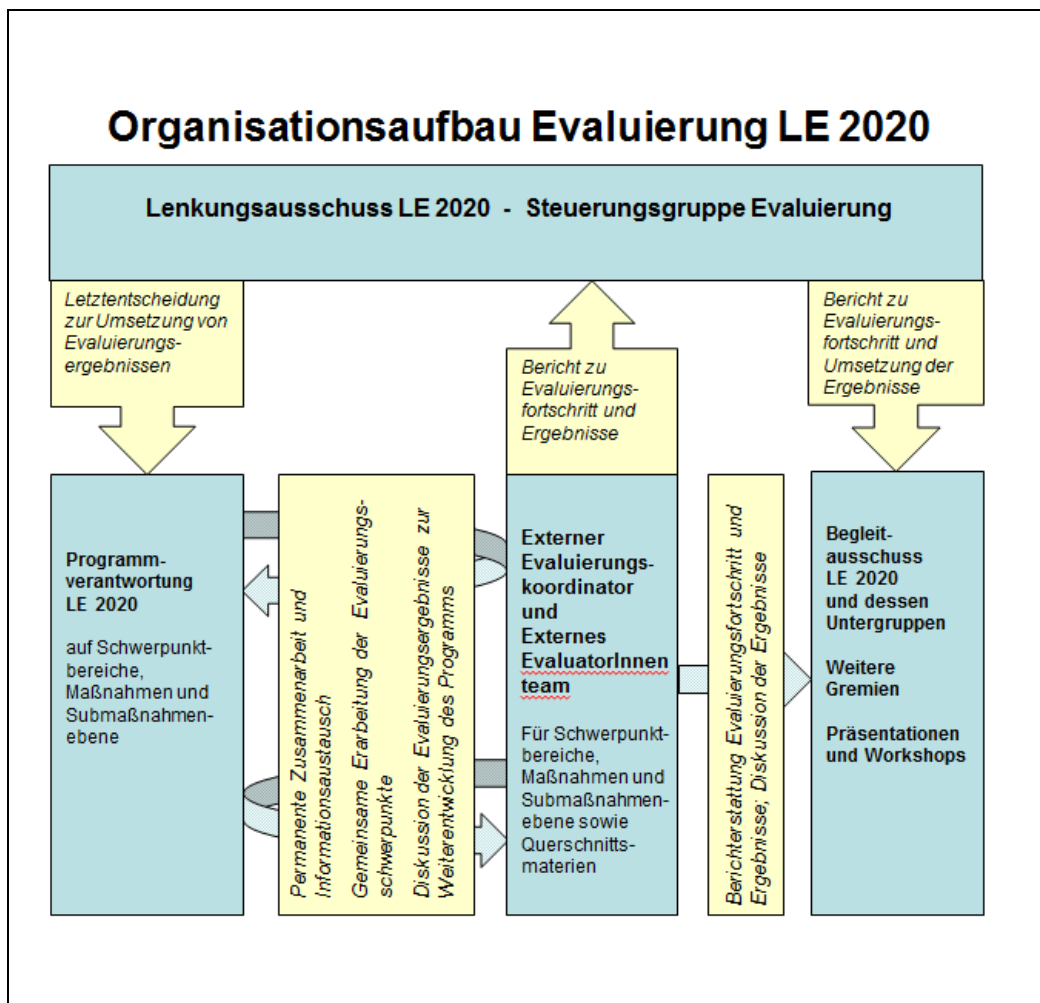 Organisationsaufbau Evaluierung LE 2020
Lenkungsausschuss LE 2020 - Steuerungsgruppe Evaluierung
Letztentscheidung
zur Umsetzung von
Evaluierungs-
ergebnissen
Bericht zu
Evaluierungs-
fortschritt und
Ergebnisse
Bericht zu
Evaluierungs-
fortschritt und
Umsetzung der
Ergebnisse
Programm-
verantwortung
LE 2020
auf Schwerpunkt-
bereiche,
Maßnahmen und
Submaßnahmen-
ebene
Permanente Zusammenarbeit und
Informationsaustausch
Gemeinsame Erarbeitung der Evaluierungs-
schwerpunkte
Diskussion der Evaluierungsergebnisse zur
Weiterentwicklung des Programms
Externer
Evaluierungs-
koordinator
und
Externes
EvaluatorInnen
team
Für Schwerpunkt-
bereiche,
Maßnahmen und
Submaßnahmen-
ebene sowie
Querschnitts-
materien
Berichterstattung Evaluierungsfortschritt und
Ergebnisse; Diskussion der Ergebnisse
Begleit-
ausschuss
LE 2020
und dessen
Untergruppen
Weitere
Gremien
Präsentationen
und Workshops